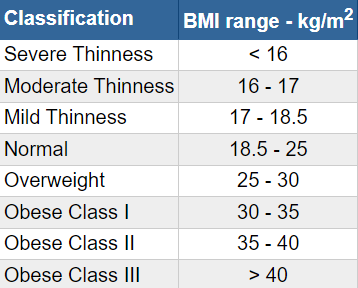 Classification BMI range - kg/m2
Severe Thinness < 16
Moderate Thinness 16 - 17
Mild Thinness 17 - 18.5
Normal 18.5 - 25
Overweight 25 - 30
Obese Class I 30 - 35
Obese Class II 35 - 40
Obese Class III > 40